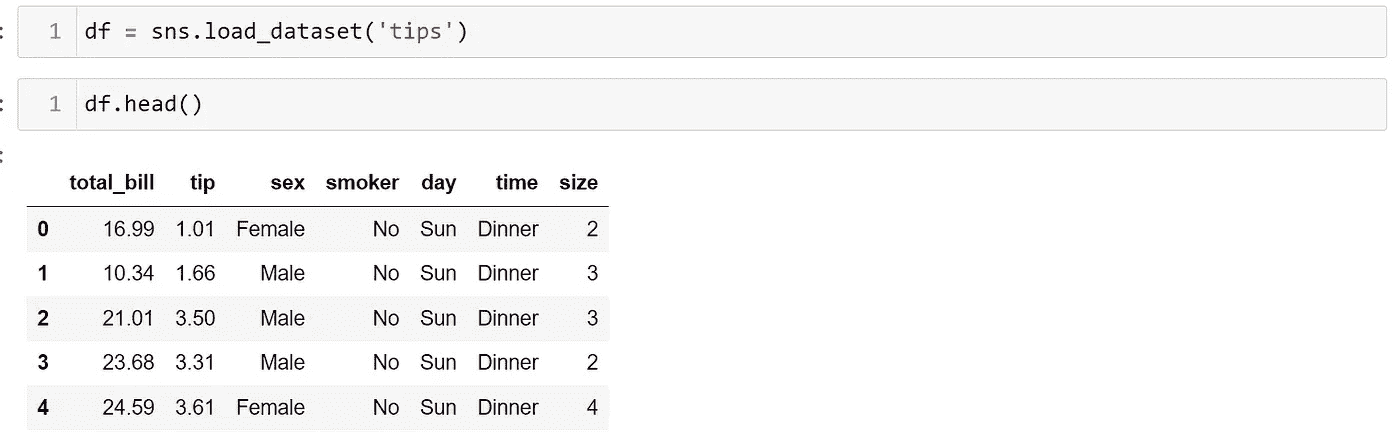 : 1 df = sns.load_dataset('tips')
: 1 df.head()
:
total_bill tip sex smoker day time size
0 16.99 1.01 Female No Sun Dinner 2
1 10.34 1.66 Male No Sun Dinner 3
2 21.01 3.50 Male No Sun Dinner 3
3 23.68 3.31 Male No Sun Dinner 2
4 24.59 3.61 Female No Sun Dinner 4